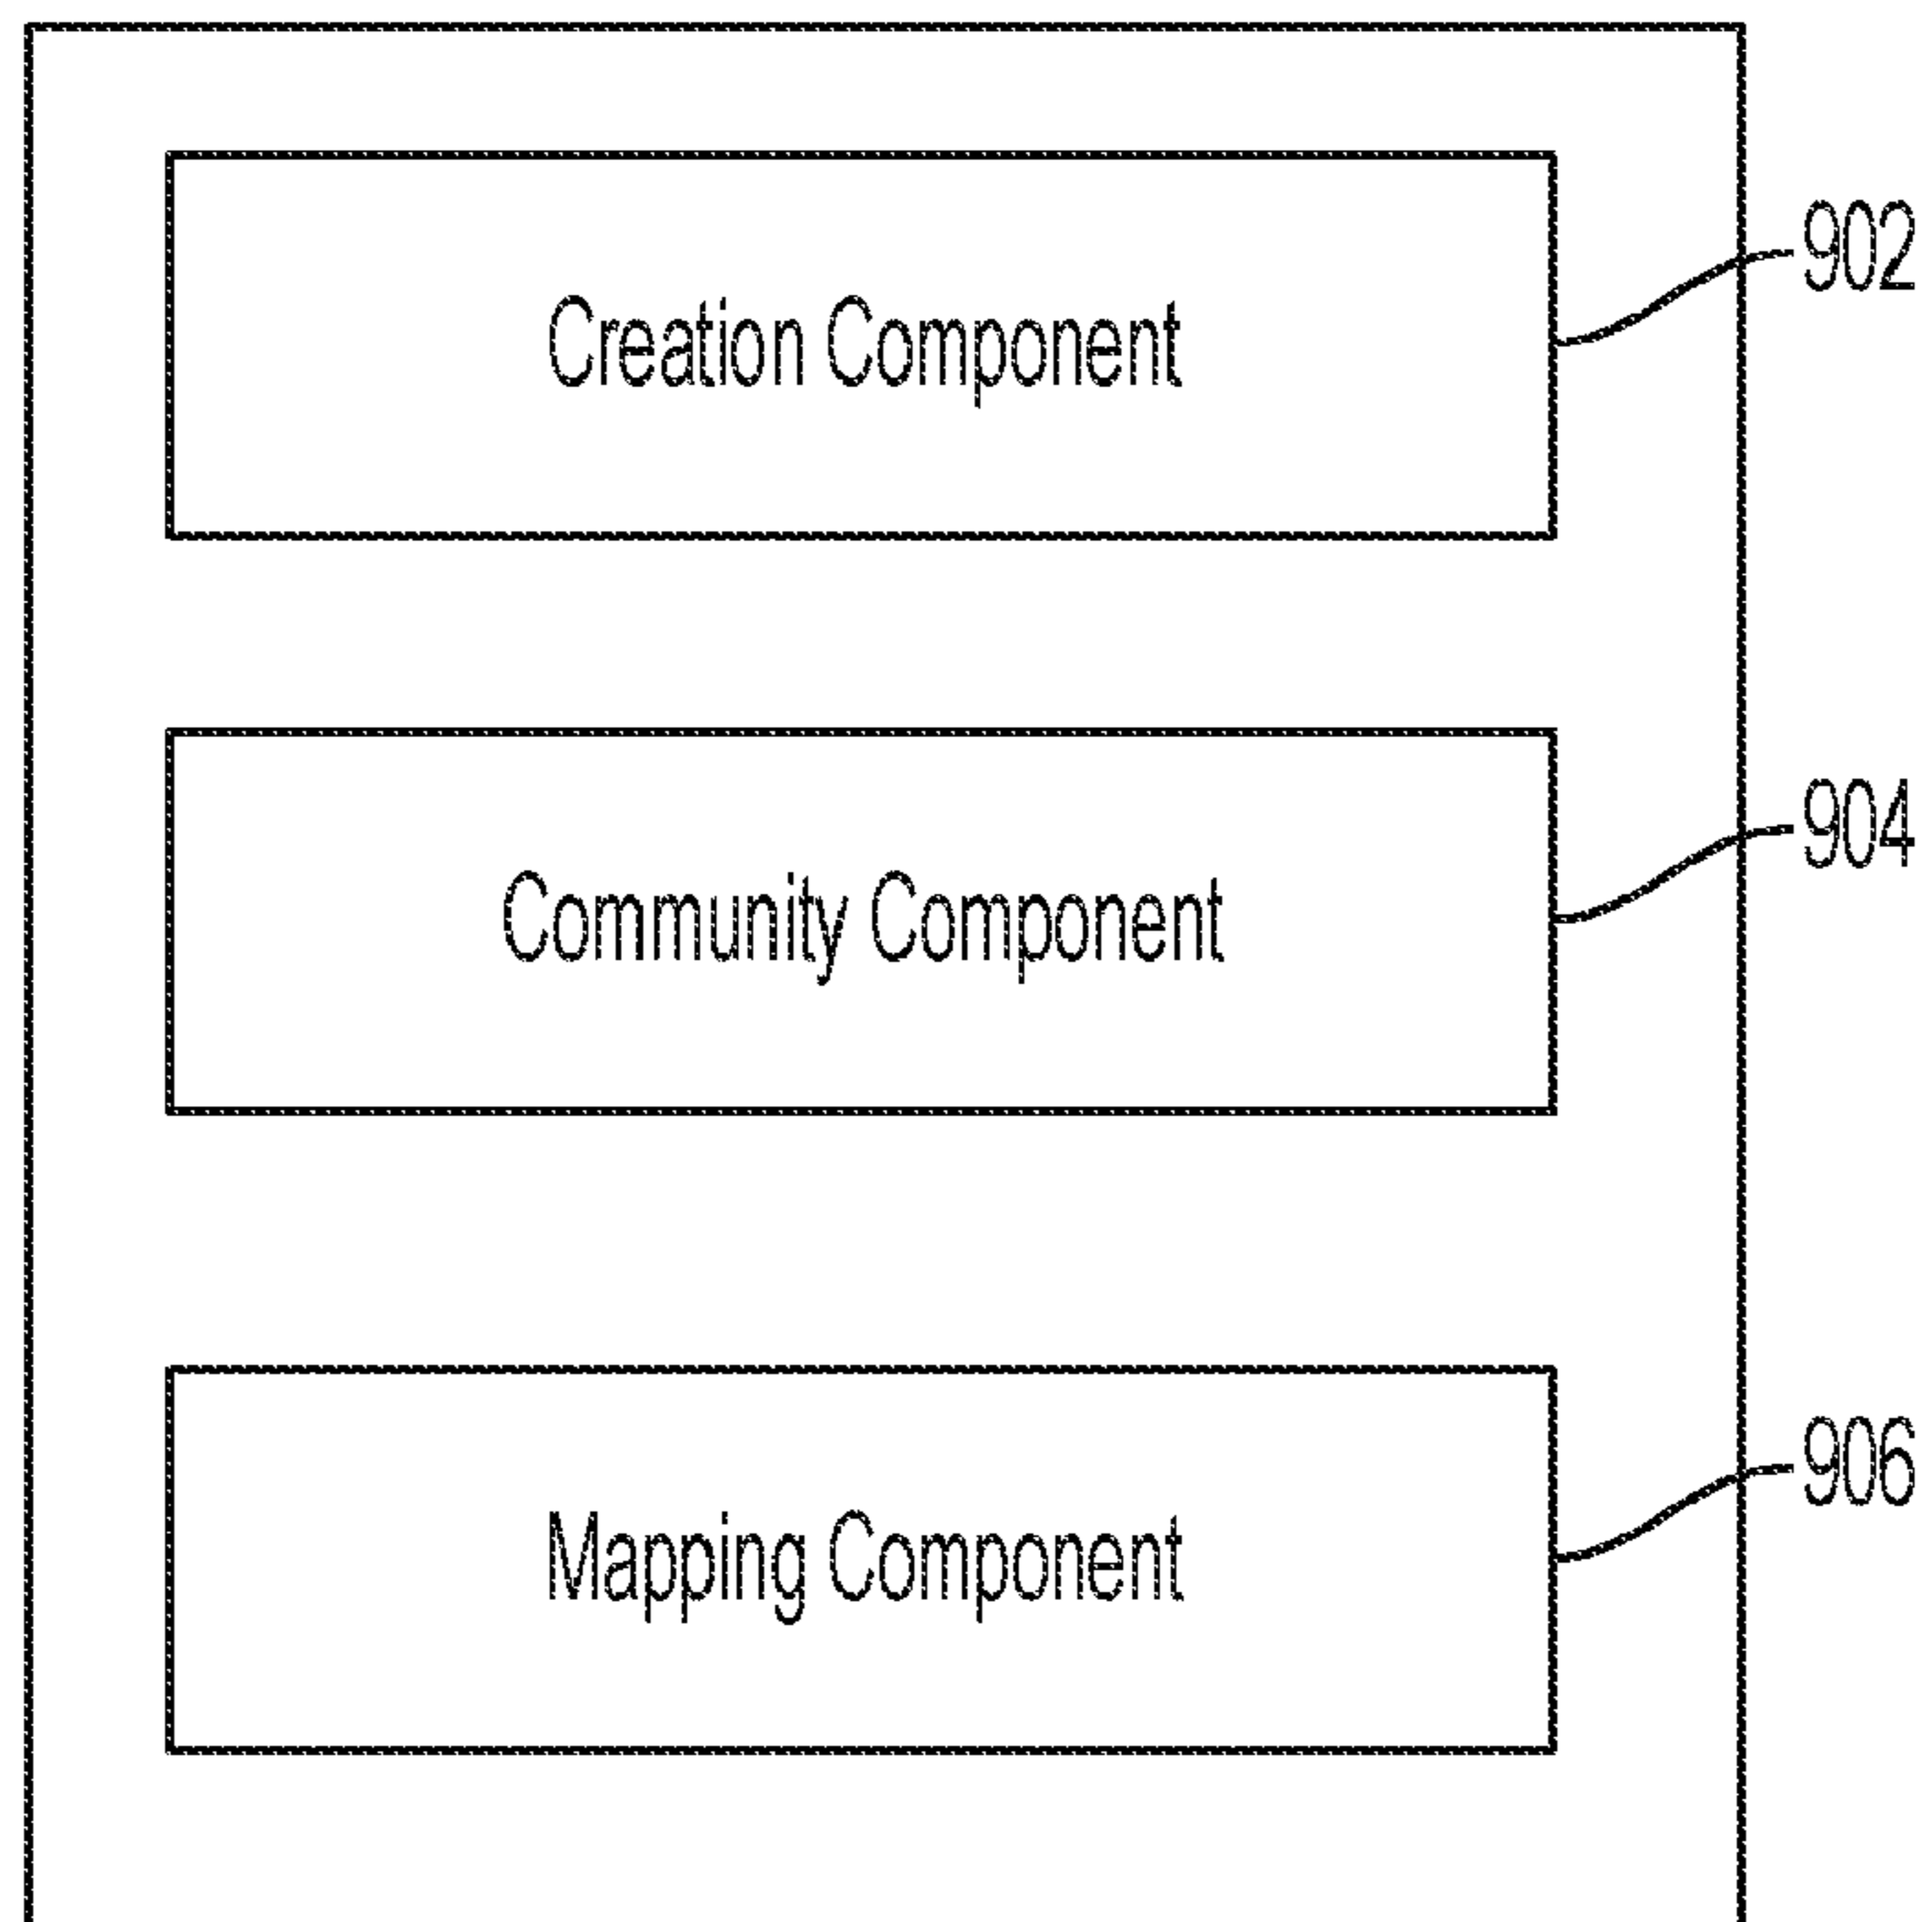 902
Creation Component
904
Community Component
906
Mapping Component